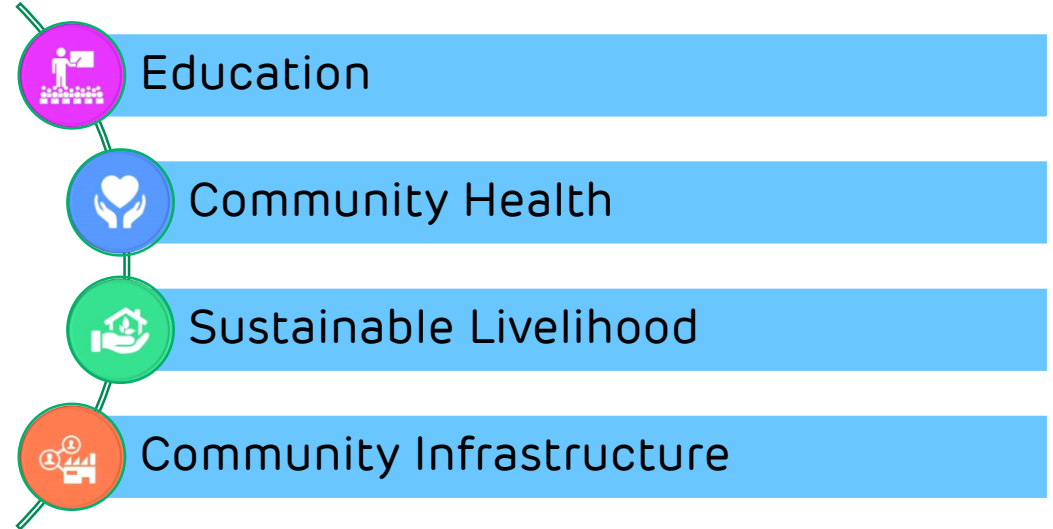 Education
Community Health
Sustainable Livelihood
Community Infrastructure